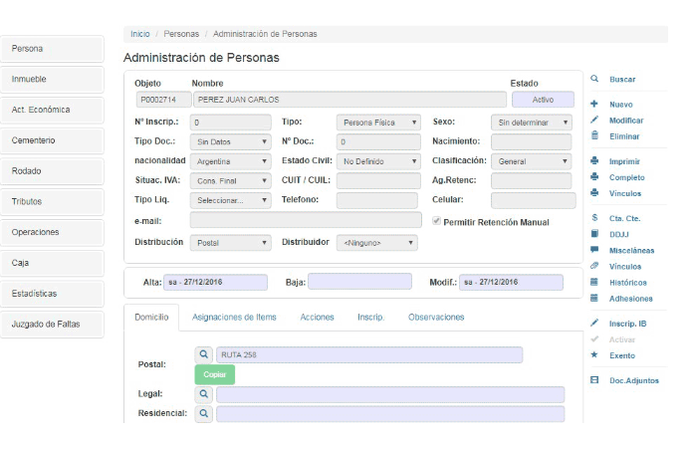 Inicio / Personas / Administración de Personas
Administración de Personas
Persona
Inmueble
Act. Económica
Cementerio
Rodado
Tributos
Operaciones
Caja
Estadísticas
Juzgado de Faltas
Objeto Nombre Estado
P0002714 PEREZ JUAN CARLOS Activo
Nº Inscrip.: 0 Tipo: Persona Física Sexo: Sin determinar
Tipo Doc.: Sin Datos Nº Doc.: 0 Nacimiento:
nacionalidad Argentina Estado Civil: No Definido Clasificación: General
Situac. IVA: Cons. Final CUIT / CUIL: Ag.Retenc:
Tipo Liq. Seleccionar... Telefono: Celular:
e-mail: Permitir Retención Manual
Distribución Postal Distribuidor <Ninguno>
Alta: sa - 27/12/2016 Baja: Modif.: sa - 27/12/2016
Domicilio Asignaciones de Items Acciones Inscrip. Observaciones
Postal: RUTA 258
Copiar
Legal:
Residencial:
Buscar
Nuevo
Modificar
Eliminar
Imprimir
Completo
Vinculos
$ Cta. Cte.
DDJJ
Misceláneas
Vinculos
Históricos
Adhesiones
Inscrip. IB
Activar
Exento
Doc.Adjuntos